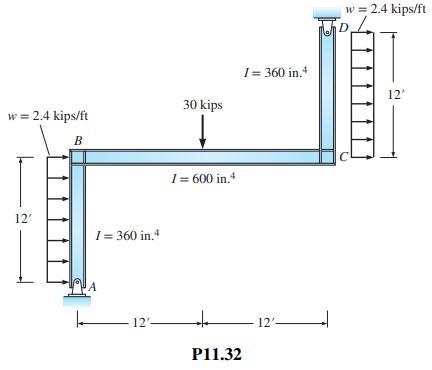 w = 2.4 kips/ft
D
I = 360 in.4
12'
30 kips
w = 2.4 kips/ft
B
C
I = 600 in.4
12'
I = 360 in.4
A
12'
12'
P11.32